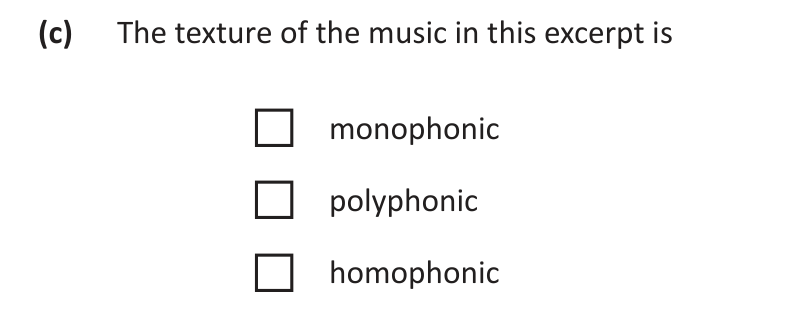 (c) The texture of the music in this excerpt is
monophonic
polyphonic
homophonic